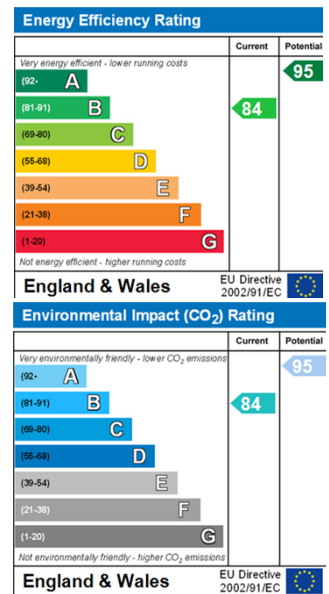 Energy Efficiency Rating
Current Potential
Very energy efficient - lower running costs
(92- A 95
(81-91) B 84
(69-80) C
(55-68) D
(39-54) E
(21-38) F
(1-20) G
Not energy efficient - higher running costs
England & Wales EU Directive
2002/91/EC
Environmental Impact (CO2) Rating
Current Potential
Very environmentally friendly - lower CO2 emissions
(92- A 95
(81-91) B 84
(69-80) C
(55-68) D
(39-54) E
(21-38) F
(1-20) G
Not environmentally friendly - higher CO2 emissions
England & Wales EU Directive
2002/91/EC